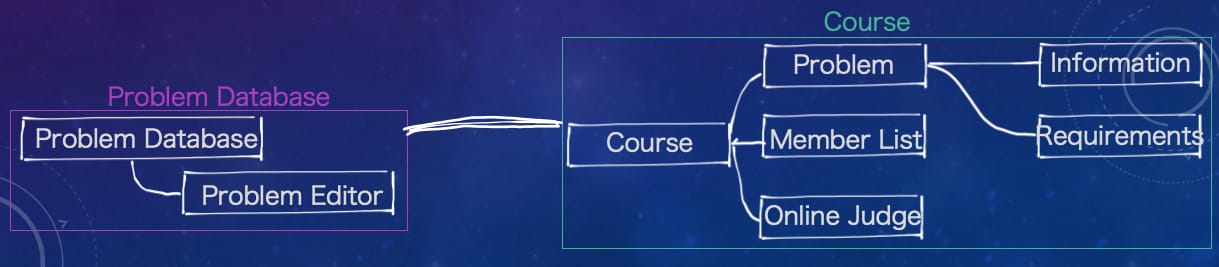 Course
Problem
Information
Problem Database
Problem Database
Course
Member List
Requirements
Problem Editor
Online Judge